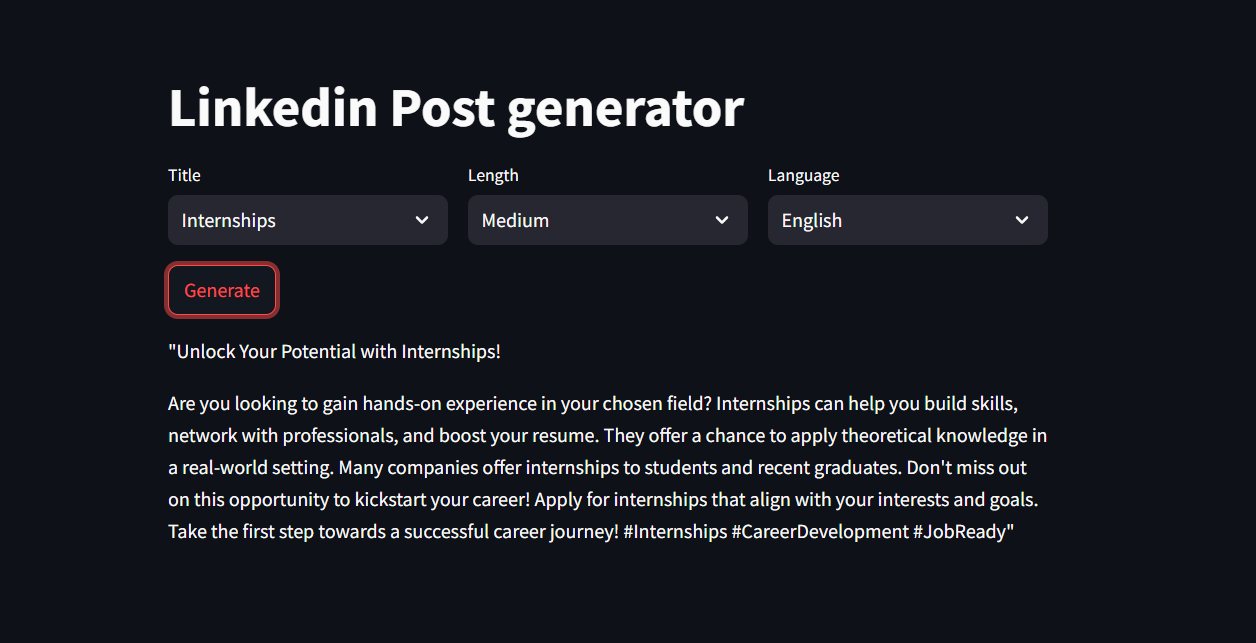 Linkedin Post generator
Title
Length
Language
Internships
Medium
English
Generate
"Unlock Your Potential with Internships!
Are you looking to gain hands-on experience in your chosen field? Internships can help you build skills,
network with professionals, and boost your resume. They offer a chance to apply theoretical knowledge in
a real-world setting. Many companies offer internships to students and recent graduates. Don't miss out
on this opportunity to kickstart your career! Apply for internships that align with your interests and goals.
Take the first step towards a successful career journey! #Internships #CareerDevelopment #JobReady"